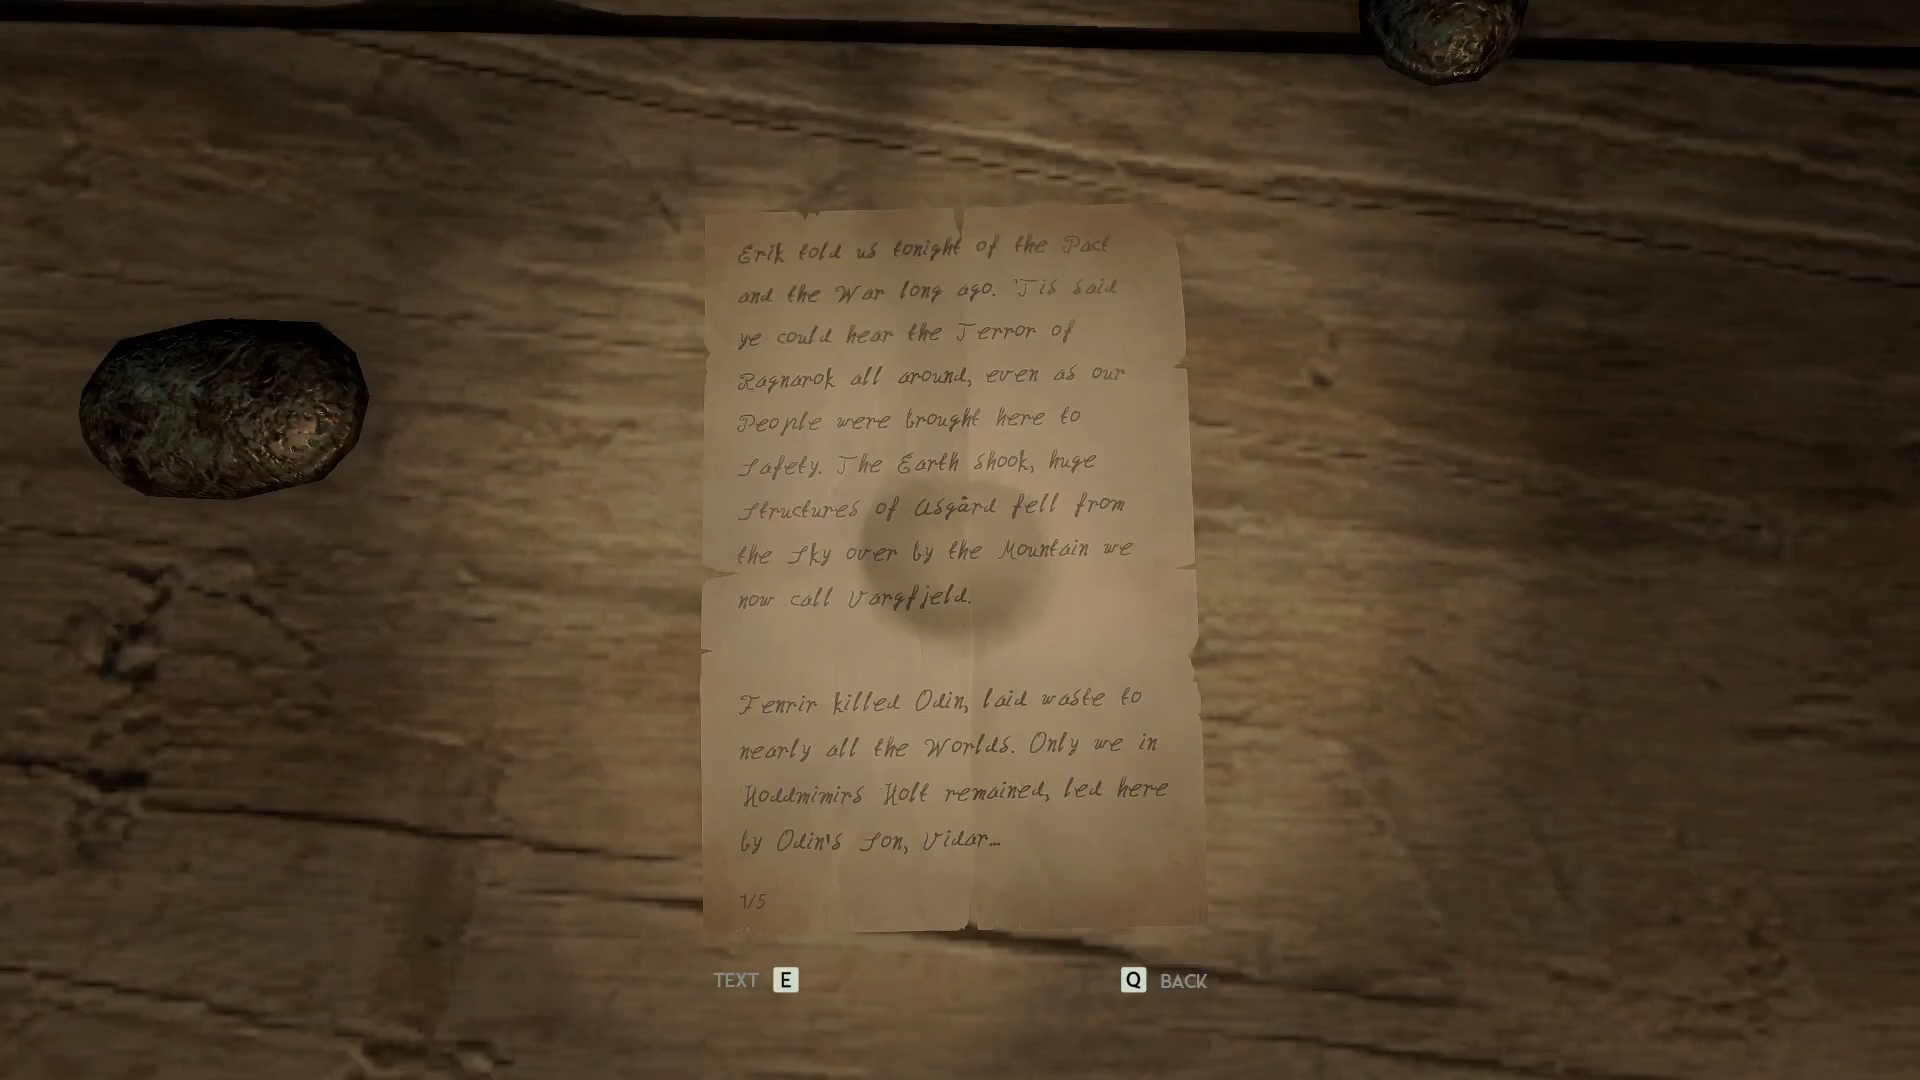 Erik told us tonight of the Pact
and the War long ago. 'Tis said
ye could hear the Terror of
Ragnarok all around, even as our
People were brought here to
Safety. The Earth shook, huge
Structures of Asgård fell from
the Sky over by the Mountain we
now call Vargfjeld.
Fenrir killed Odin, laid waste to
nearly all the Worlds. Only we in
Hoddmimirs Holt remained, led here
by Odin's Son, Vidar...
1/5
TEXT E Q BACK